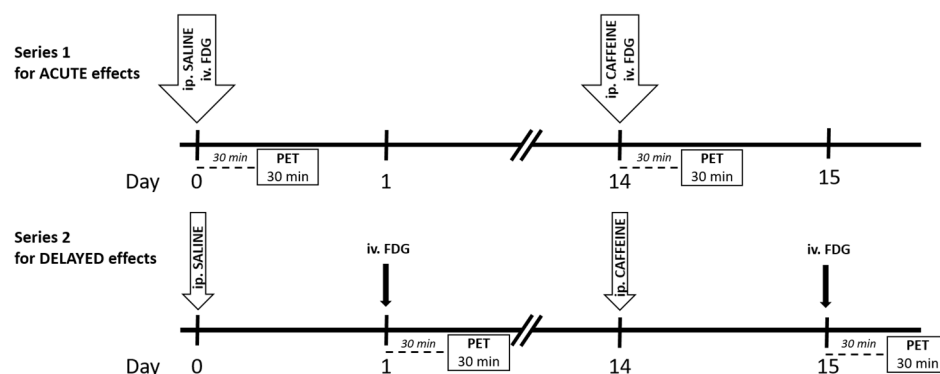 Series 1
for ACUTE effects
ip. SALINE
iv. FDG
ip. CAFFEINE
iv. FDG
30 min
PET
30 min
30 min
PET
30 min
Day
0
1
14
15
Series 2
for DELAYED effects
ip. SALINE
iv. FDG
ip. CAFFEINE
iv. FDG
30 min
PET
30 min
30 min
PET
30 min
Day
0
1
14
15